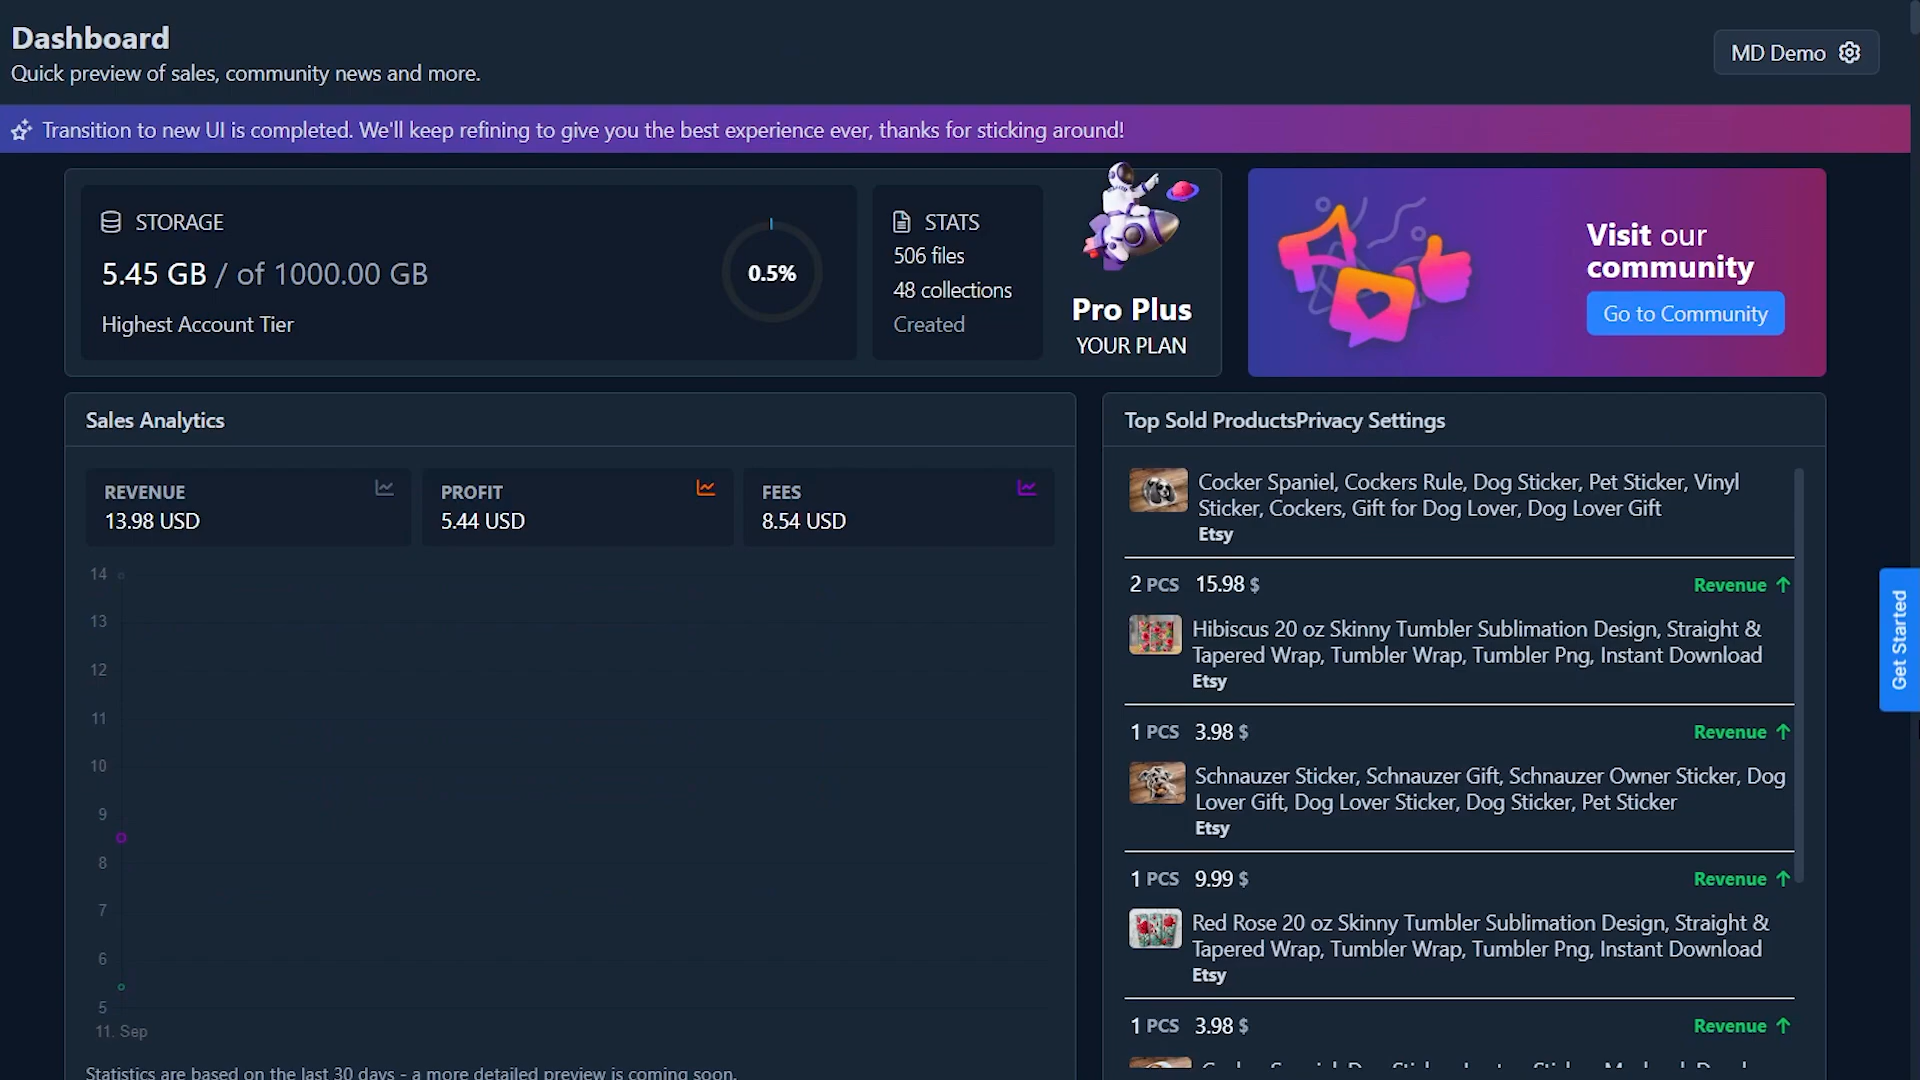 Dashboard
Quick preview of sales, community news and more.
MD Demo
Transition to new UI is completed. We'll keep refining to give you the best experience ever, thanks for sticking around!
STORAGE
5.45 GB / of 1000.00 GB
Highest Account Tier
0.5%
STATS
506 files
48 collections
Created
Pro Plus
YOUR PLAN
Visit our
community
Go to Community
Sales Analytics
REVENUE
13.98 USD
PROFIT
5.44 USD
FEES
8.54 USD
14
13
12
11
10
9
8
7
6
5
11. Sep
Statistics are based on the last 30 days - a more detailed preview is coming soon.
Top Sold ProductsPrivacy Settings
Cocker Spaniel, Cockers Rule, Dog Sticker, Pet Sticker, Vinyl
Sticker, Cockers, Gift for Dog Lover, Dog Lover Gift
Etsy
2 PCS 15.98 $ Revenue ↑
Hibiscus 20 oz Skinny Tumbler Sublimation Design, Straight &
Tapered Wrap, Tumbler Wrap, Tumbler Png, Instant Download
Etsy
1 PCS 3.98 $ Revenue ↑
Schnauzer Sticker, Schnauzer Gift, Schnauzer Owner Sticker, Dog
Lover Gift, Dog Lover Sticker, Dog Sticker, Pet Sticker
Etsy
1 PCS 9.99 $ Revenue ↑
Red Rose 20 oz Skinny Tumbler Sublimation Design, Straight &
Tapered Wrap, Tumbler Wrap, Tumbler Png, Instant Download
Etsy
1 PCS 3.98 $ Revenue ↑
Get Started